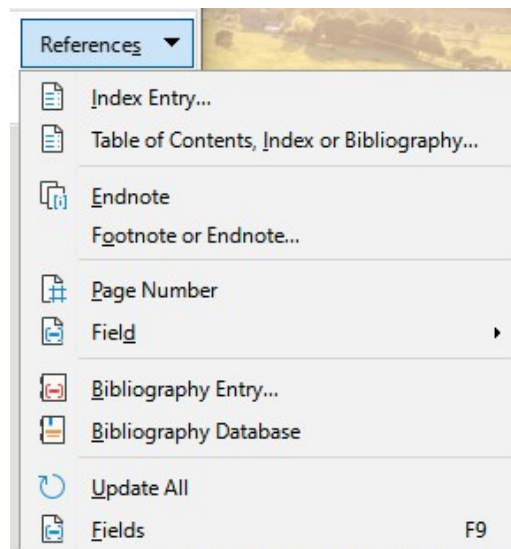 References
Index Entry...
Table of Contents, Index or Bibliography...
Endnote
Footnote or Endnote...
Page Number
Field
Bibliography Entry...
Bibliography Database
Update All
Fields F9